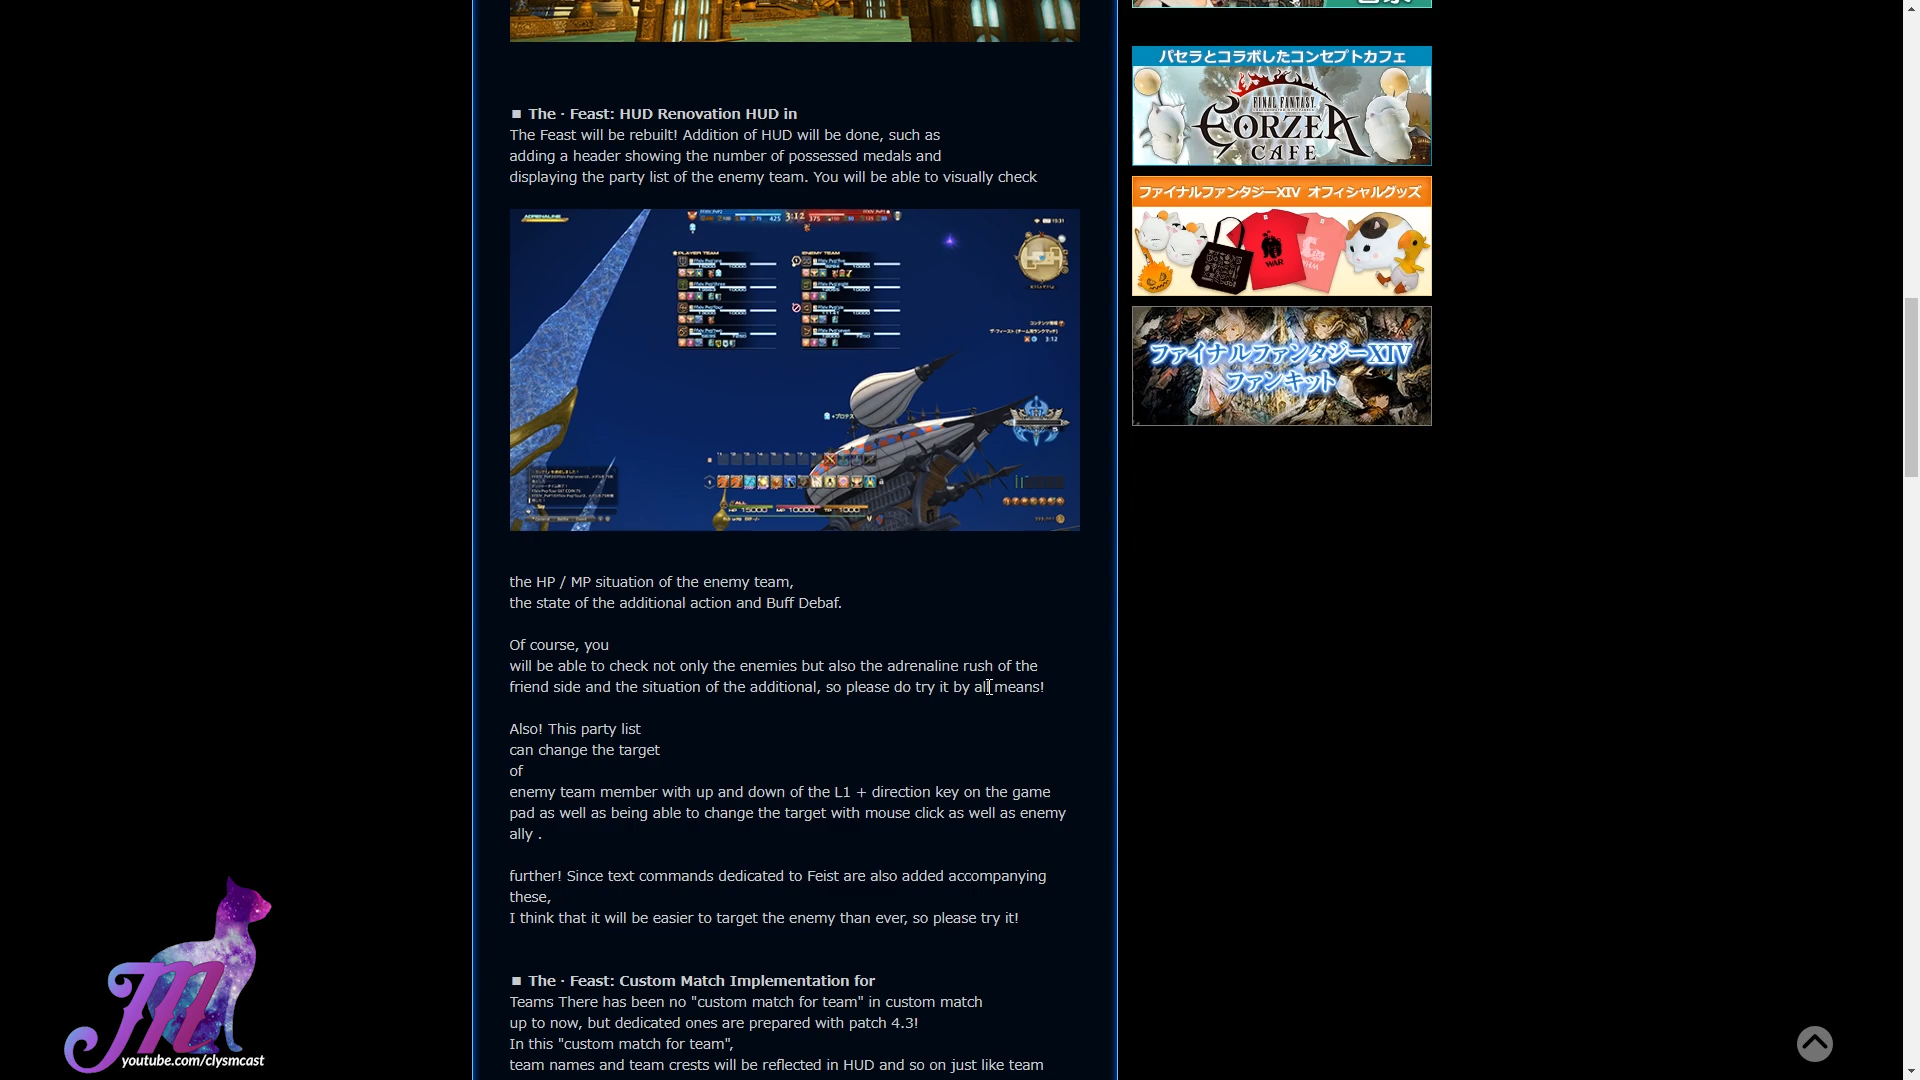 ■ The · Feast: HUD Renovation HUD in
The Feast will be rebuilt! Addition of HUD will be done, such as
adding a header showing the number of possessed medals and
displaying the party list of the enemy team. You will be able to visually check
ADRENALINE
3:12
PLAYER TEAM
ENEMY TEAM
3:12
the HP / MP situation of the enemy team,
the state of the additional action and Buff Debaf.
Of course, you
will be able to check not only the enemies but also the adrenaline rush of the
friend side and the situation of the additional, so please do try it by all means!
Also! This party list
can change the target
of
enemy team member with up and down of the L1 + direction key on the game
pad as well as being able to change the target with mouse click as well as enemy
ally .
further! Since text commands dedicated to Feist are also added accompanying
these,
I think that it will be easier to target the enemy than ever, so please try it!
■ The · Feast: Custom Match Implementation for
Teams There has been no "custom match for team" in custom match
up to now, but dedicated ones are prepared with patch 4.3!
In this "custom match for team",
team names and team crests will be reflected in HUD and so on just like team
パセラとコラボしたコンセプトカフェ
FINAL FANTASY
EORZEA
CAFE
ファイナルファンタジーXIV オフィシャルグッズ
WAR
ファイナルファンタジーXIV
ファンキット
M
youtube.com/clysmcast